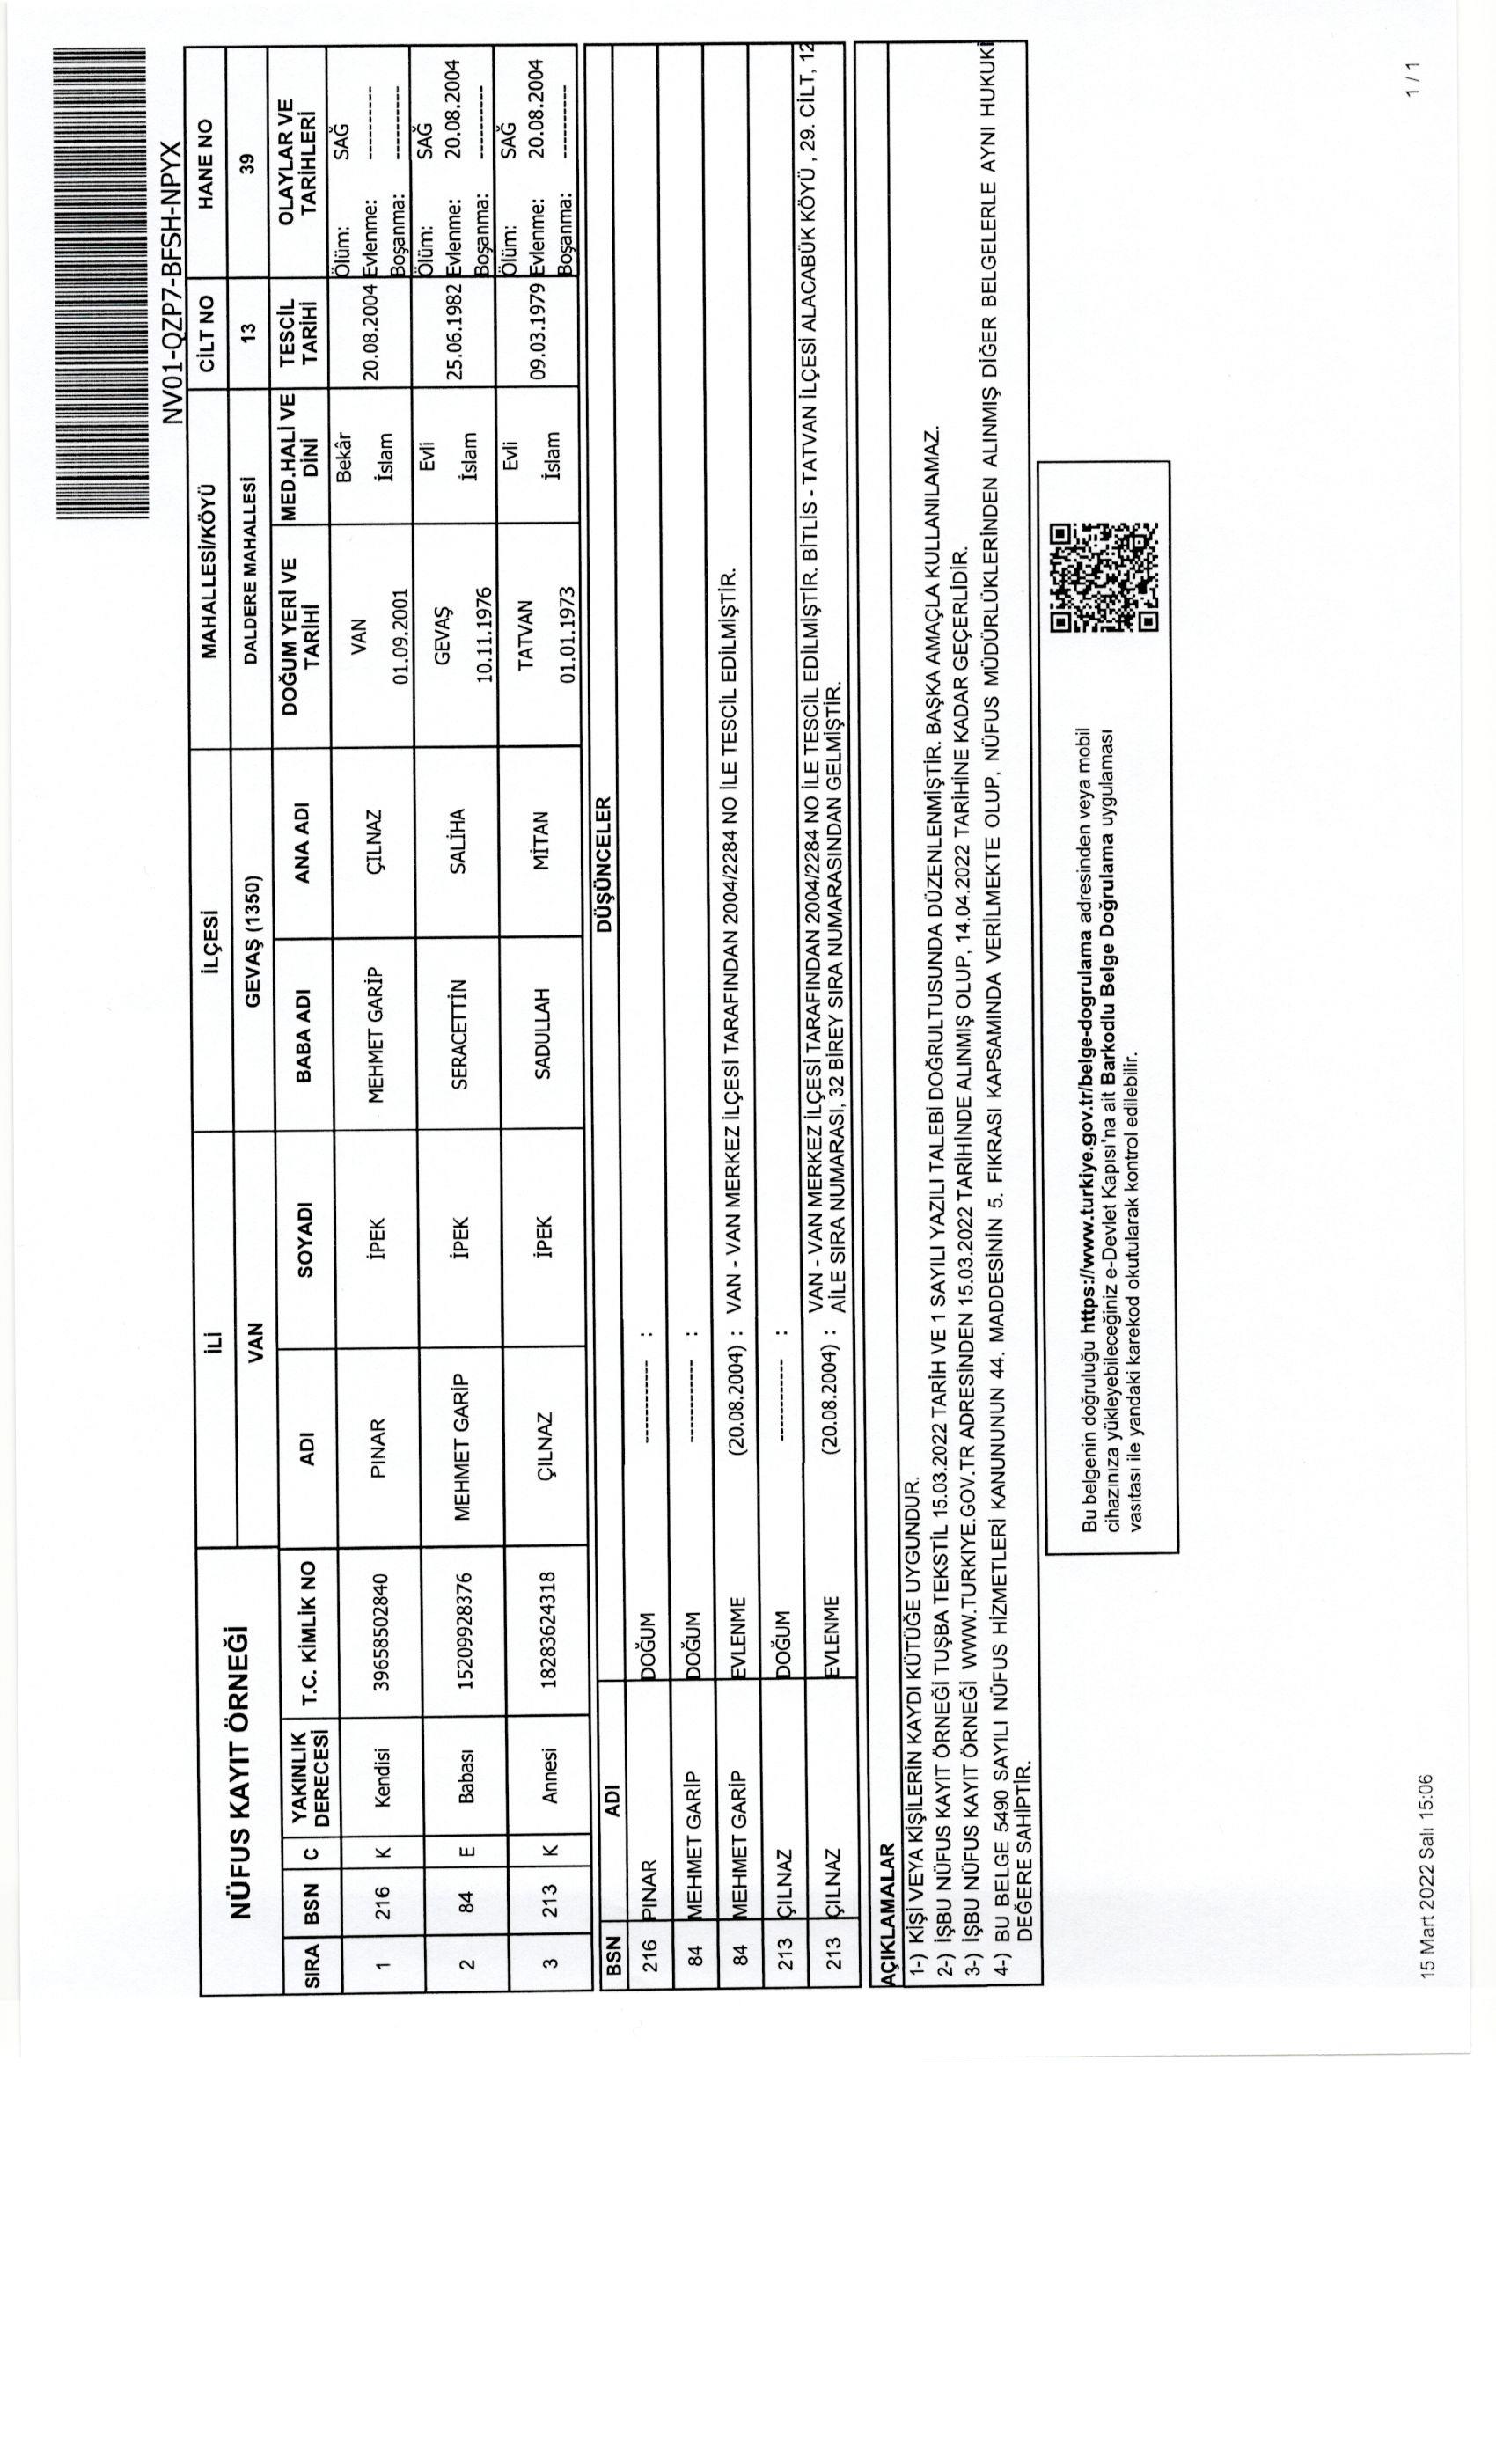 NV01-QZP7-BFSH-NPYX
NÜFUS KAYIT ÖRNEĞİ İLİ İLÇESİ MAHALLESİ/KÖYÜ CİLT NO HANE NO
VAN GEVAŞ (1350) DALDERE MAHALLESİ 13 39
SIRA BSN C YAKINLIK DERECESİ T.C. KİMLİK NO ADI SOYADI BABA ADI ANA ADI DOĞUM YERİ VE TARİHİ MED.HALİ VE DİNİ TESCİL TARİHİ OLAYLAR VE TARİHLERİ
1 216 K Kendisi 39658502840 PINAR İPEK MEHMET GARİP ÇILNAZ VAN 01.09.2001 Bekâr İslam 20.08.2004 Ölüm: SAĞ Evlenme: ---------- Boşanma: ----------
2 84 E Babası 15209928376 MEHMET GARİP İPEK SERACETTİN SALİHA GEVAŞ 10.11.1976 Evli İslam 25.06.1982 Ölüm: SAĞ Evlenme: 20.08.2004 Boşanma: ----------
3 213 K Annesi 18283624318 ÇILNAZ İPEK SADULLAH MİTAN TATVAN 01.01.1973 Evli İslam 09.03.1979 Ölüm: SAĞ Evlenme: 20.08.2004 Boşanma: ----------
BSN ADI DÜŞÜNCELER
216 PINAR DOĞUM ----------- :
84 MEHMET GARİP DOĞUM ----------- :
84 MEHMET GARİP EVLENME (20.08.2004) : VAN - VAN MERKEZ İLÇESİ TARAFINDAN 2004/2284 NO İLE TESCİL EDİLMİŞTİR.
213 ÇILNAZ DOĞUM ----------- :
213 ÇILNAZ EVLENME (20.08.2004) : VAN - VAN MERKEZ İLÇESİ TARAFINDAN 2004/2284 NO İLE TESCİL EDİLMİŞTİR. BİTLİS - TATVAN İLÇESİ ALACABÜK KÖYÜ , 29. CİLT, 12
AİLE SIRA NUMARASI, 32 BİREY SIRA NUMARASINDAN GELMİŞTİR.
AÇIKLAMALAR
1-) KİŞİ VEYA KİŞİLERİN KAYDI KÜTÜĞE UYGUNDUR.
2-) İŞBU NÜFUS KAYIT ÖRNEĞİ TUŞBA TEKSTİL 15.03.2022 TARİH VE 1 SAYILI YAZILI TALEBİ DOĞRULTUSUNDA DÜZENLENMİŞTİR. BAŞKA AMAÇLA KULLANILAMAZ.
3-) İŞBU NÜFUS KAYIT ÖRNEĞİ WWW.TURKIYE.GOV.TR ADRESİNDEN 15.03.2022 TARİHİNDE ALINMIŞ OLUP, 14.04.2022 TARİHİNE KADAR GEÇERLİDİR.
4-) BU BELGE 5490 SAYILI NÜFUS HİZMETLERİ KANUNUNUN 44. MADDESİNİN 5. FIKRASI KAPSAMINDA VERİLMEKTE OLUP, NÜFUS MÜDÜRLÜKLERİNDEN ALINMIŞ DİĞER BELGELERLE AYNI HUKUKİ
DEĞERE SAHİPTİR.
Bu belgenin doğruluğu https://www.turkiye.gov.tr/belge-dogrulama adresinden veya mobil
cihazınıza yükleyebileceğiniz e-Devlet Kapısı'na ait Barkodlu Belge Doğrulama uygulaması
vasıtası ile yandaki karekod okutularak kontrol edilebilir.
15 Mart 2022 Salı 15:06
1 / 1